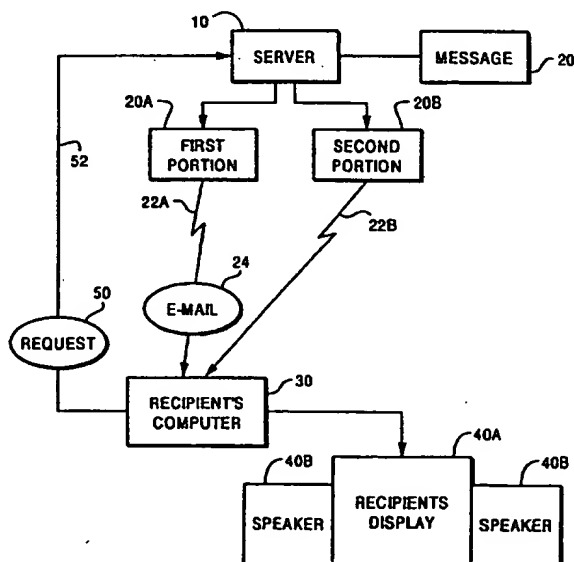 10
SERVER
MESSAGE
20
20A
20B
FIRST
PORTION
SECOND
PORTION
52
22A
22B
24
E-MAIL
50
REQUEST
30
RECIPIENT'S
COMPUTER
40A
40B
40B
SPEAKER
RECIPIENTS
DISPLAY
SPEAKER